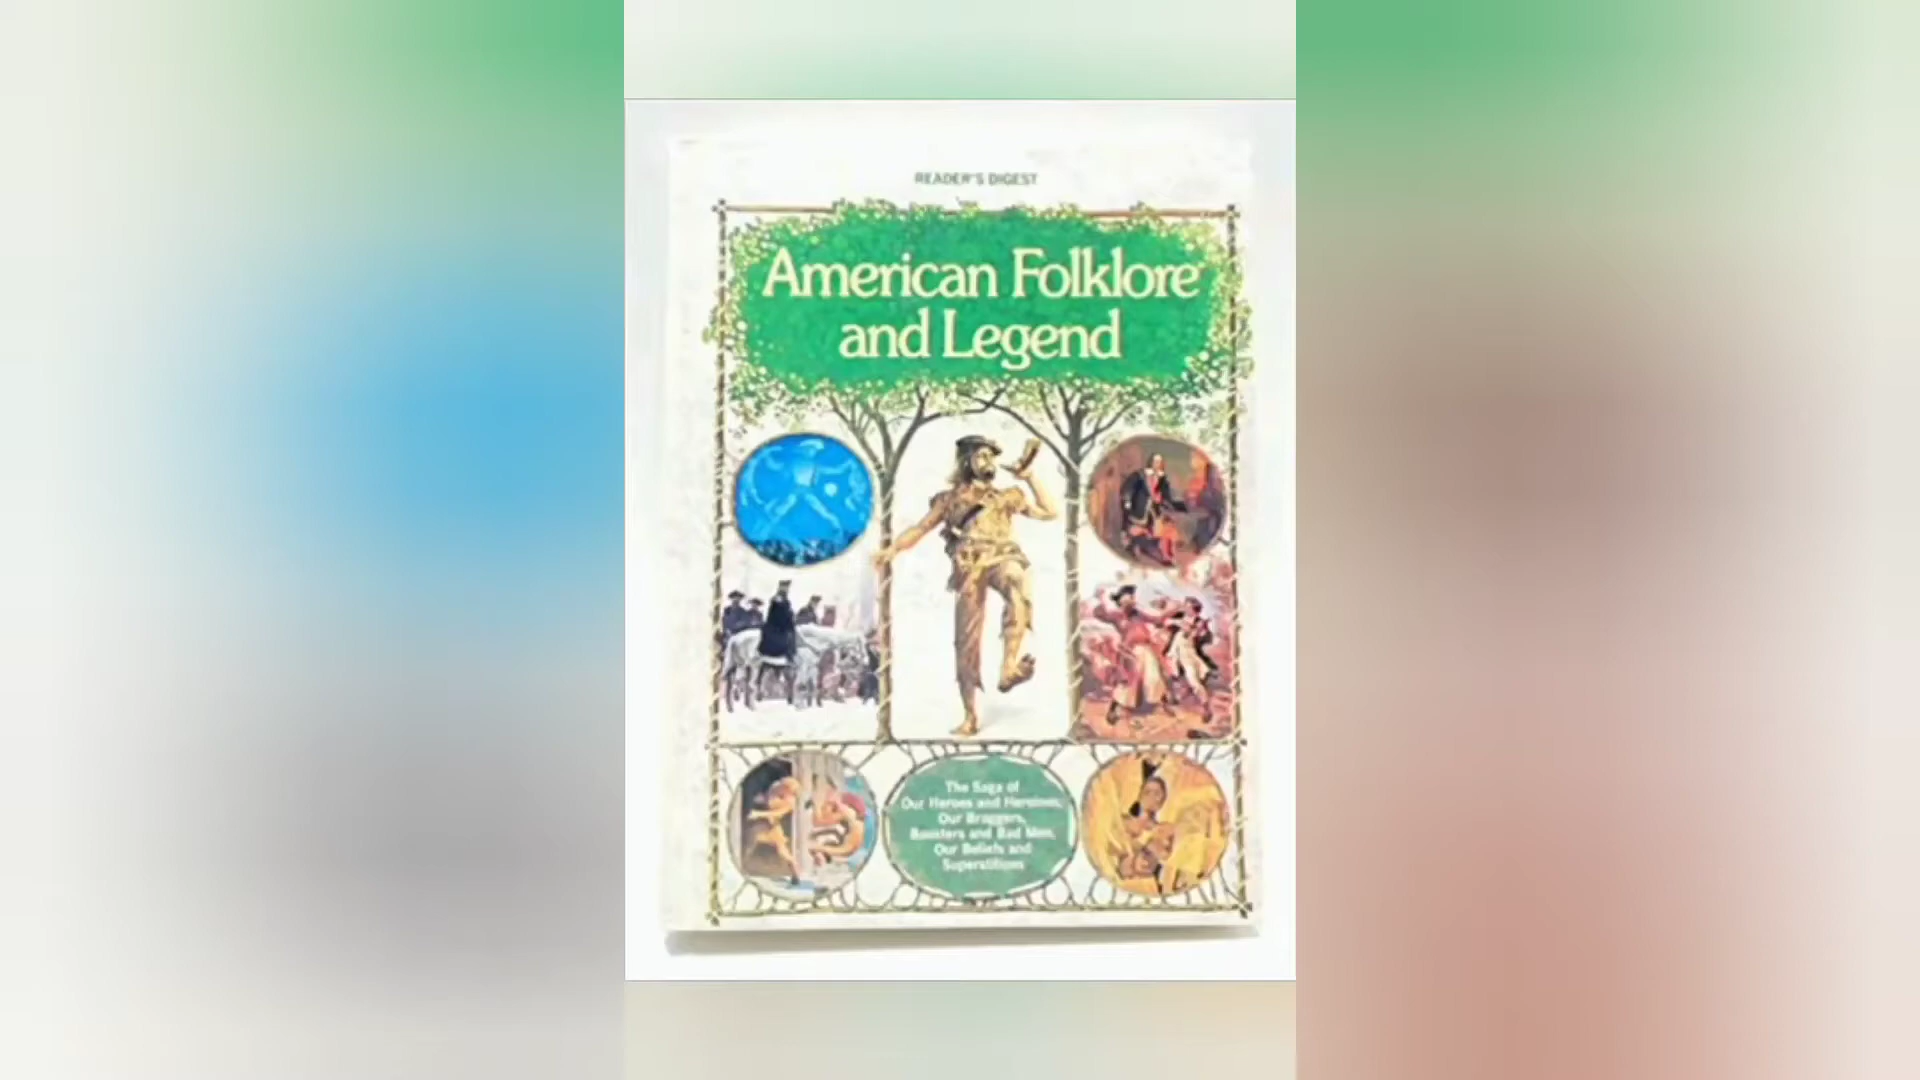 READER'S DIGEST
American Folklore
and Legend
The Saga of
Our Heroes and Heroines,
Our Braggers,
Boosters and Bad Men,
Our Beliefs and
Superstitions